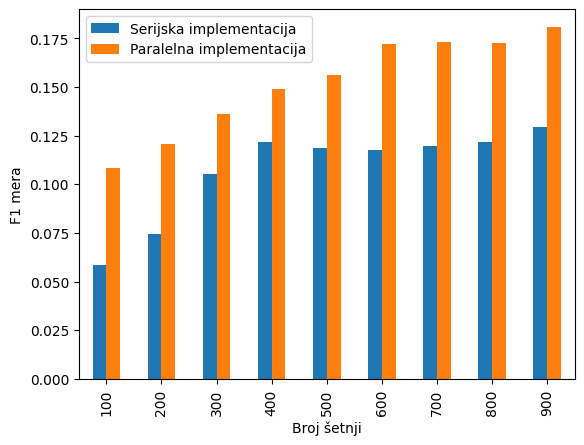 Serijska implementacija
Paralelna implementacija
F1 mera
0.175
0.150
0.125
0.100
0.075
0.050
0.025
0.000
100 200 300 400 500 600 700 800 900
Broj šetnji